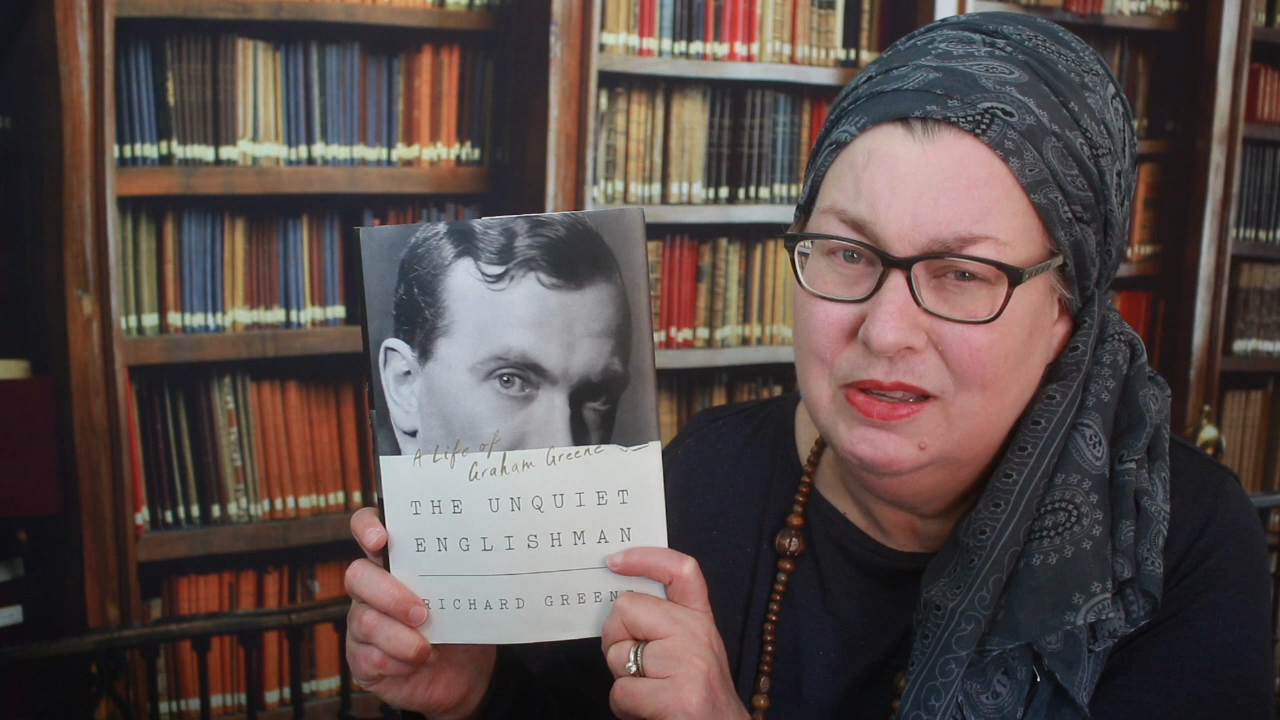 A Life of
Graham Greene
THE UNQUIET
ENGLISHMAN
RICHARD GREENE